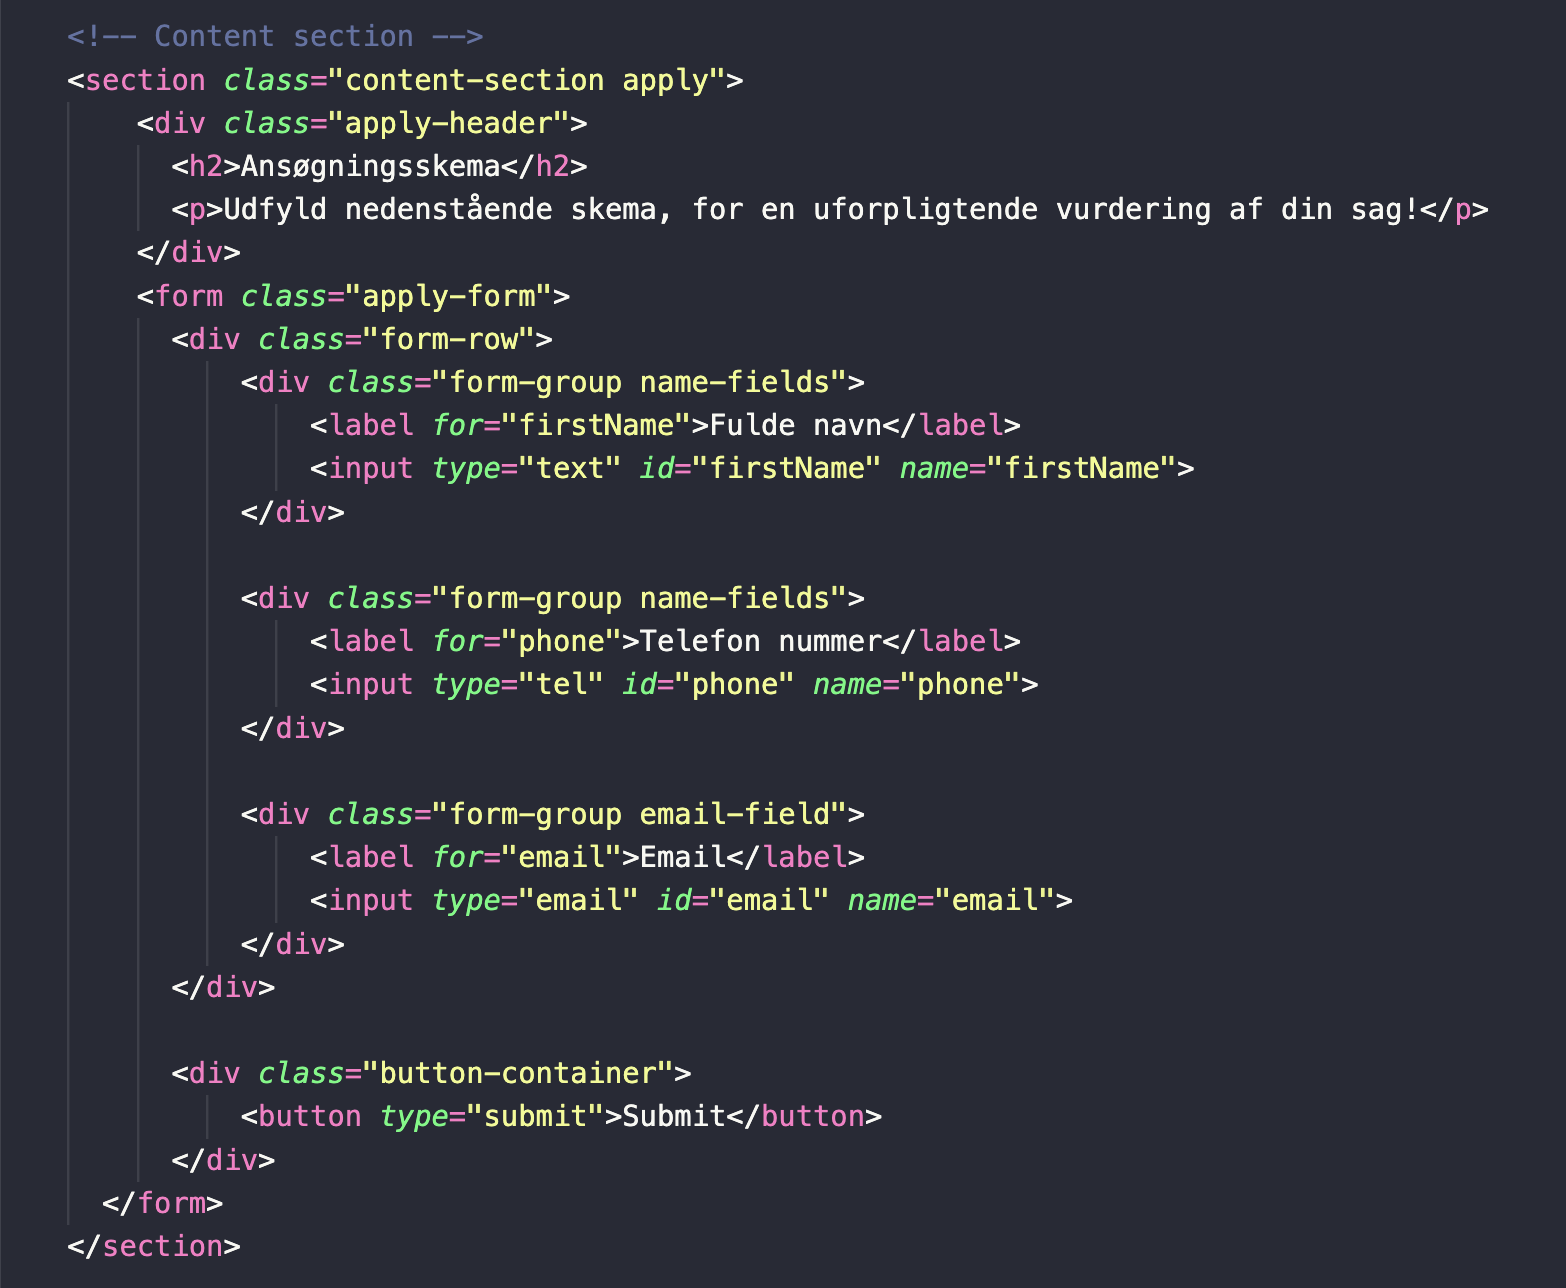 <!-- Content section -->
<section class="content-section apply">
    <div class="apply-header">
      <h2>Ansøgningsskema</h2>
      <p>Udfyld nedenstående skema, for en uforpligtende vurdering af din sag!</p>
    </div>
    <form class="apply-form">
      <div class="form-row">
          <div class="form-group name-fields">
              <label for="firstName">Fulde navn</label>
              <input type="text" id="firstName" name="firstName">
          </div>

          <div class="form-group name-fields">
              <label for="phone">Telefon nummer</label>
              <input type="tel" id="phone" name="phone">
          </div>

          <div class="form-group email-field">
              <label for="email">Email</label>
              <input type="email" id="email" name="email">
          </div>
      </div>

      <div class="button-container">
          <button type="submit">Submit</button>
      </div>
  </form>
</section>